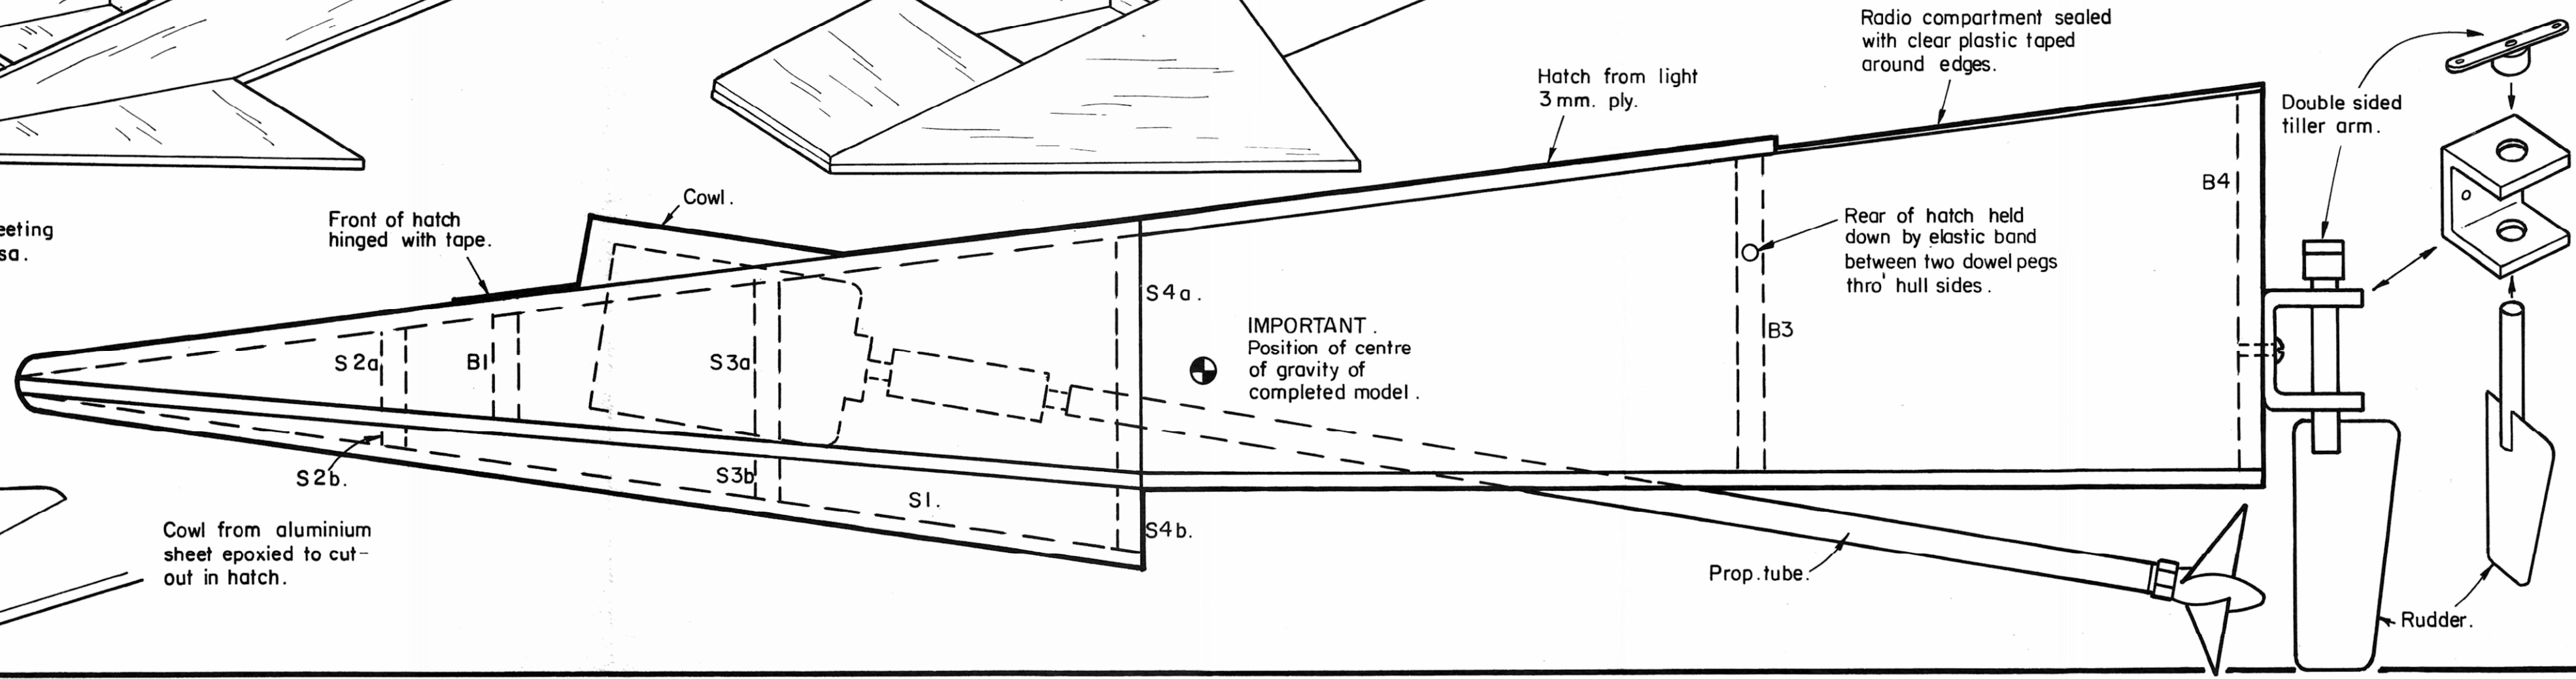 Radio compartment sealed
with clear plastic taped
around edges.
Hatch from light
3 mm. ply.
Double sided
tiller arm.
B4
Cowl.
Front of hatch
hinged with tape.
Rear of hatch held
down by elastic band
between two dowel pegs
thro' hull sides.
S4a.
IMPORTANT.
Position of centre
of gravity of
completed model.
B3
S2a
B1
S3a
S2b.
S3b
S1.
S4b.
Cowl from aluminium
sheet epoxied to cut-
out in hatch.
Prop. tube.
Rudder.